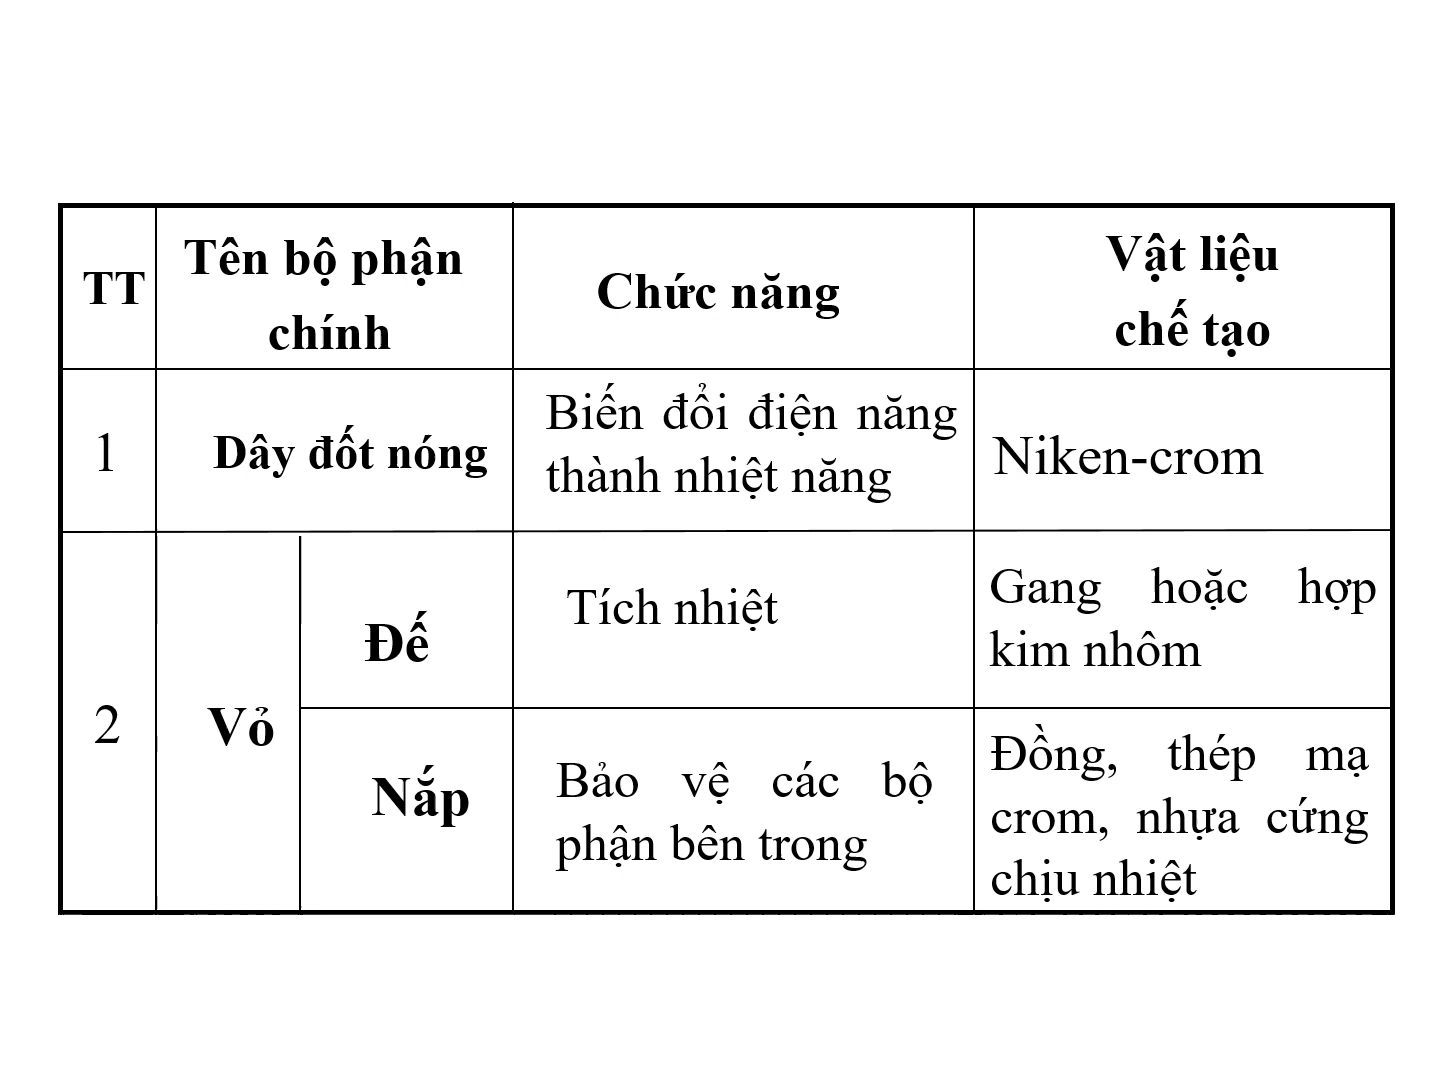 TT
Tên bộ phận
chính
Chức năng
Vật liệu
chế tạo
1
Dây đốt nóng
Biến đổi điện năng
thành nhiệt năng
Niken-crom
2
Vỏ
Đế
Tích nhiệt
Gang hoặc hợp
kim nhôm
Nắp
Bảo vệ các bộ
phận bên trong
Đồng, thép mạ
crom, nhựa cứng
chịu nhiệt